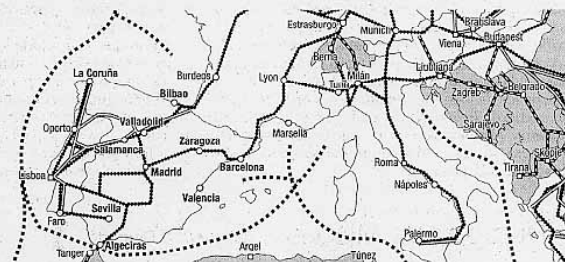 Estrasburgo
Munich
Bratislava
Viena
Budapest
Berna
La Coruña
Burdeos
Bilbao
Lyon
Turín
Milán
Liubliana
Zagreb
Belgrado
Oporto
Valladolid
Salamanca
Zaragoza
Marsella
Sarajevo
Lisboa
Madrid
Barcelona
Roma
Tirana
Skopje
Valencia
Nápoles
Sevilla
Faro
Palermo
Tanger
Algeciras
Argel
Túnez